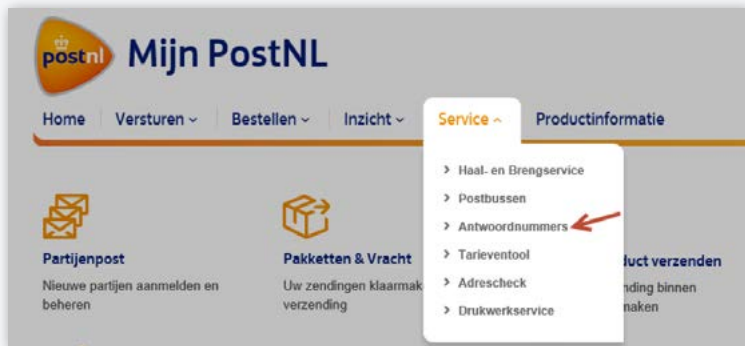 postnl
Mijn PostNL
Home Versturen Bestellen Inzicht Service Productinformatie
Haal- en Brengservice
Postbussen
Antwoordnummers
Tarieventool
Adrescheck
Drukwerkservice
Partijenpost
Nieuwe partijen aanmelden en
beheren
Pakketten & Vracht
Uw zendingen klaarmak
verzending
duct verzenden
nding binnen
maken